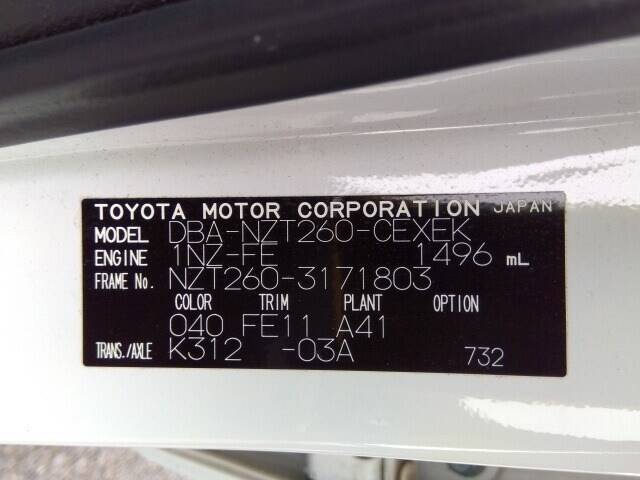 TOYOTA MOTOR CORPORATION JAPAN
MODEL DBA-NZT260-CEXEK
ENGINE 1NZ-FE 1496 mL
FRAME No. NZT260-3171803
COLOR TRIM PLANT OPTION
040 FE11 A41
TRANS./AXLE K312 -03A 732